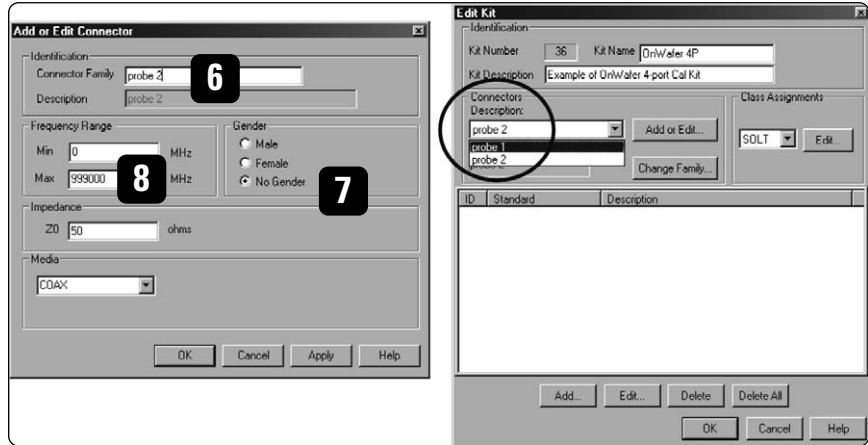 Add or Edit Connector
Identification
Connector Family probe 2
6
Description probe 2
Frequency Range
Min 0 MHz
Max 999000 MHz
8
Gender
Male
Female
No Gender
7
Impedance
Z0 50 ohms
Media
COAX
OK Cancel Apply Help
Edit Kit
Identification
Kit Number 36 Kit Name OnWafer 4P
Kit Description Example of OnWafer 4-port Cal Kit
Connectors
Description:
probe 2
probe 1
probe 2
Add or Edit...
Change Family...
Class Assignments
SOLT Edit...
ID Standard Description
Add... Edit... Delete Delete All
OK Cancel Help